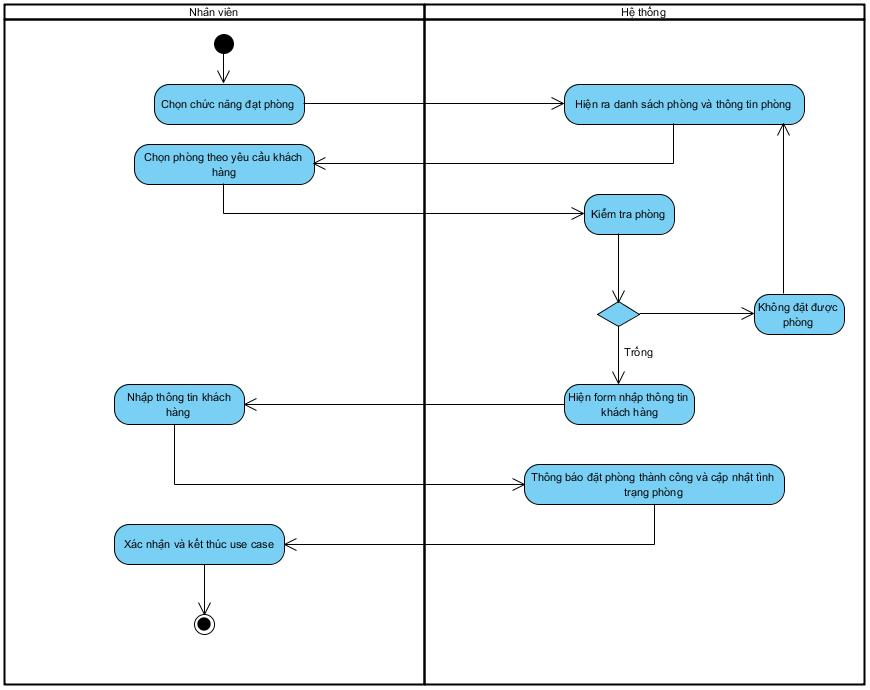 Nhân viên
Hệ thống
Chọn chức năng đạt phòng
Hiện ra danh sách phòng và thông tin phòng
Chọn phòng theo yêu cầu khách
hàng
Kiểm tra phòng
Không đặt được
phòng
Trống
Nhập thông tin khách
hàng
Hiện form nhập thông tin
khách hàng
Thông báo đặt phòng thành công và cập nhật tình
trạng phòng
Xác nhận và kết thúc use case